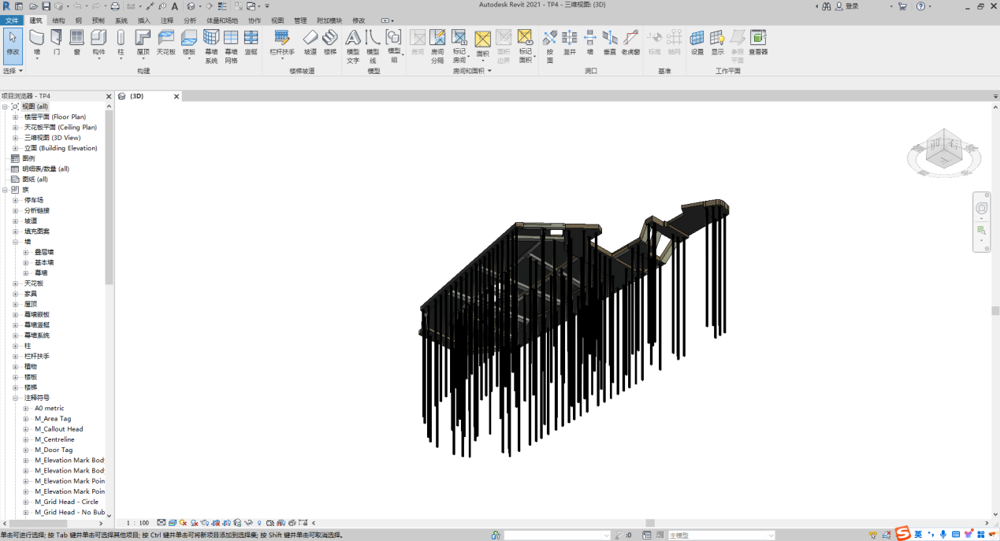 Autodesk Revit 2021 - TP4 - 三维视图: {3D}
登录
文件 建筑 结构 钢 预制 系统 插入 注释 分析 体量和场地 协作 视图 管理 附加模块 修改
修改 墙 门 窗 构件 柱 屋顶 天花板 楼板 幕墙 系统 幕墙 网格 竖梃 栏杆扶手 坡道 楼梯 模型 文字 模型 线 模型 组 房间 房间 分隔 标记 房间 面积 面积 边界 标记 面积 按 面 竖井 墙 垂直 老虎窗 标高 轴网 设置 显示 参照 平面 查看器
选择 构建 楼梯坡道 模型 房间和面积 洞口 基准 工作平面
项目浏览器 - TP4
{3D}
视图 (all)
楼层平面 (Floor Plan)
天花板平面 (Ceiling Plan)
三维视图 (3D View)
立面 (Building Elevation)
图例
明细表/数量 (all)
图纸 (all)
族
停车场
分析链接
坡道
填充图案
墙
叠层墙
基本墙
幕墙
天花板
家具
屋顶
幕墙嵌板
幕墙竖梃
幕墙系统
柱
栏杆扶手
植物
楼板
楼梯
注释符号
A0 metric
M_Area Tag
M_Callout Head
M_Centreline
M_Door Tag
M_Elevation Mark Bod
M_Elevation Mark Bod
M_Elevation Mark Poin
M_Elevation Mark Poin
M_Grid Head - Circle
M_Grid Head - No Bub
前 右 上
1 : 100
单击可进行选择; 按 Tab 键并单击可选择其他项目; 按 Ctrl 键并单击可将新项目添加到选择集; 按 Shift 键并单击可取消选择。
:0
主模型
英